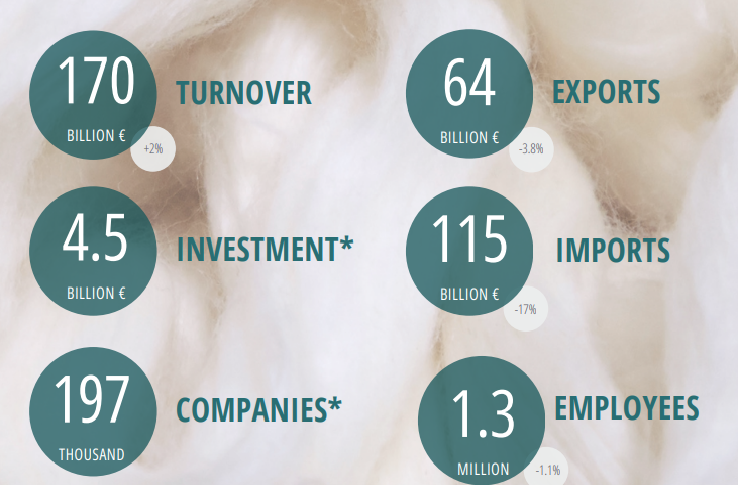 170
BILLION €
+2%
TURNOVER
64
BILLION €
-3.8%
EXPORTS
4.5
BILLION €
INVESTMENT*
115
BILLION €
-17%
IMPORTS
197
THOUSAND
COMPANIES*
1.3
MILLION
-1.1%
EMPLOYEES